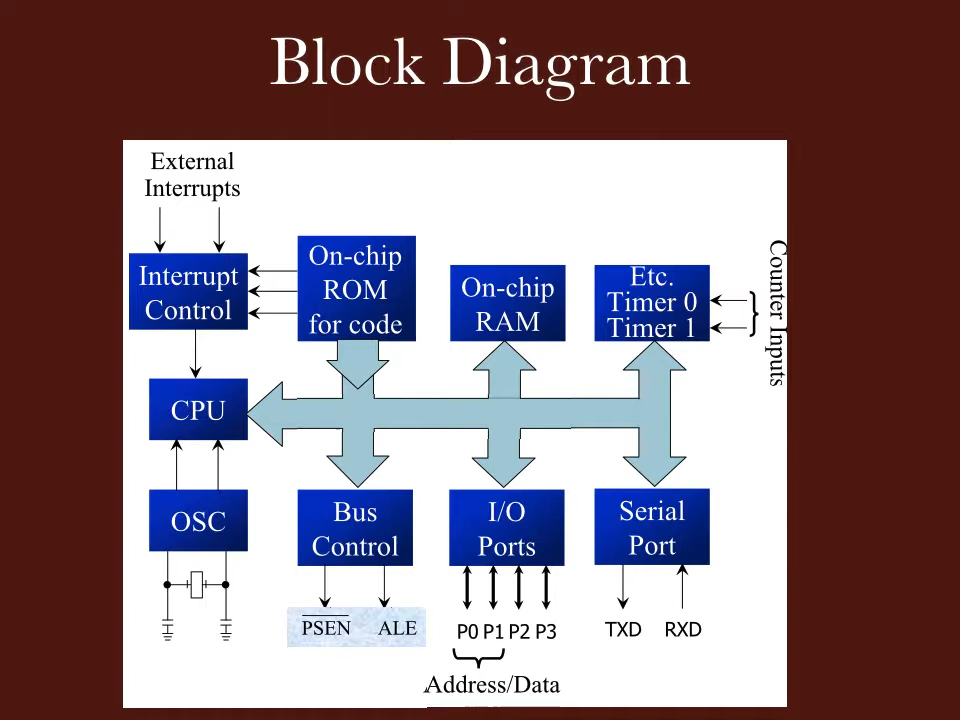 Block Diagram
External
Interrupts
Interrupt
Control
On-chip
ROM
for code
On-chip
RAM
Etc.
Timer 0
Timer 1
Counter Inputs
CPU
OSC
Bus
Control
I/O
Ports
Serial
Port
PSEN ALE
P0 P1 P2 P3
TXD RXD
Address/Data